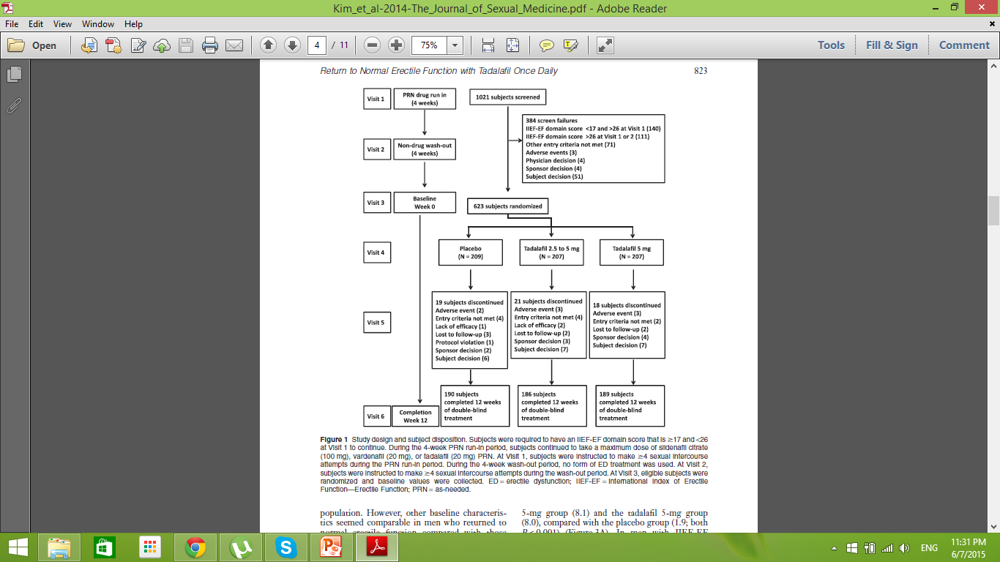 Kim_et_al-2014-The_Journal_of_Sexual_Medicine.pdf - Adobe Reader
File Edit View Window Help
Open 4 / 11 75% Tools Fill & Sign Comment
Return to Normal Erectile Function with Tadalafil Once Daily 823
Visit 1
PRN drug run in
(4 weeks)
1021 subjects screened
384 screen failures
IIEF-EF domain score <17 and >26 at Visit 1 (140)
IIEF-EF domain score >26 at Visit 1 or 2 (111)
Other entry criteria not met (71)
Adverse events (3)
Physician decision (4)
Sponsor decision (4)
Subject decision (51)
Visit 2
Non-drug wash-out
(4 weeks)
Visit 3
Baseline
Week 0
623 subjects randomized
Visit 4
Placebo
(N = 209)
Tadalafil 2.5 to 5 mg
(N = 207)
Tadalafil 5 mg
(N = 207)
Visit 5
19 subjects discontinued
Adverse event (2)
Entry criteria not met (4)
Lack of efficacy (1)
Lost to follow-up (3)
Protocol violation (1)
Sponsor decision (2)
Subject decision (6)
21 subjects discontinued
Adverse event (3)
Entry criteria not met (4)
Lack of efficacy (2)
Lost to follow-up (2)
Sponsor decision (3)
Subject decision (7)
18 subjects discontinued
Adverse event (3)
Entry criteria not met (2)
Lost to follow-up (2)
Sponsor decision (4)
Subject decision (7)
Visit 6
Completion
Week 12
190 subjects
completed 12 weeks
of double-blind
treatment
186 subjects
completed 12 weeks
of double-blind
treatment
189 subjects
completed 12 weeks
of double-blind
treatment
Figure 1 Study design and subject disposition. Subjects were required to have an IIEF-EF domain score that is ≥17 and <26
at Visit 1 to continue. During the 4-week PRN run-in period, subjects continued to take a maximum dose of sildenafil citrate
(100 mg), vardenafil (20 mg), or tadalafil (20 mg) PRN. At Visit 1, subjects were instructed to make ≥4 sexual intercourse
attempts during the PRN run-in period. During the 4-week wash-out period, no form of ED treatment was used. At Visit 2,
subjects were instructed to make ≥4 sexual intercourse attempts during the wash-out period. At Visit 3, eligible subjects were
randomized and baseline values were collected. ED = erectile dysfunction; IIEF-EF = International Index of Erectile
Function—Erectile Function; PRN = as-needed.
population. However, other baseline characteris-
tics seemed comparable in men who returned to
normal erectile function compared with those
5-mg group (8.1) and the tadalafil 5-mg group
(8.0), compared with the placebo group (1.9; both
P < 0.001) (Figure 3A). In men with IIEF-EF
ENG
11:31 PM
6/7/2015